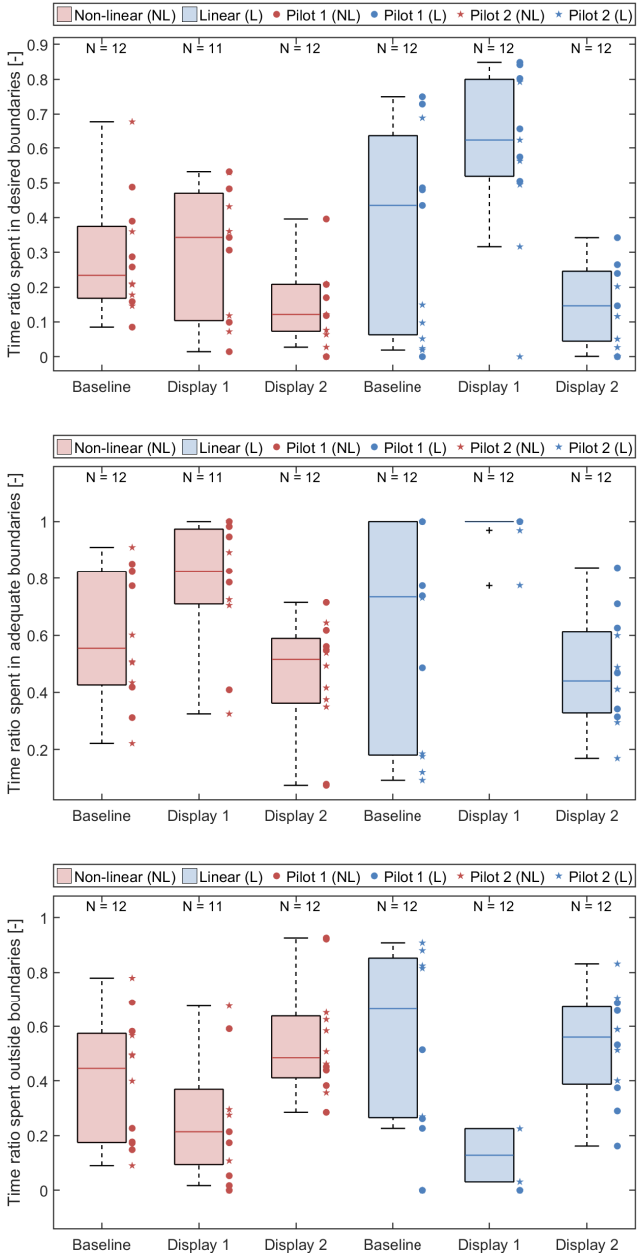 Non-linear (NL) Linear (L) Pilot 1 (NL) Pilot 1 (L) Pilot 2 (NL) Pilot 2 (L)
N = 12 N = 11 N = 12 N = 12 N = 12 N = 12
Time ratio spent in desired boundaries [-]
0.9
0.8
0.7
0.6
0.5
0.4
0.3
0.2
0.1
0
Baseline Display 1 Display 2 Baseline Display 1 Display 2
Non-linear (NL) Linear (L) Pilot 1 (NL) Pilot 1 (L) Pilot 2 (NL) Pilot 2 (L)
N = 12 N = 11 N = 12 N = 12 N = 12 N = 12
Time ratio spent in adequate boundaries [-]
1
0.8
0.6
0.4
0.2
Baseline Display 1 Display 2 Baseline Display 1 Display 2
Non-linear (NL) Linear (L) Pilot 1 (NL) Pilot 1 (L) Pilot 2 (NL) Pilot 2 (L)
N = 12 N = 11 N = 12 N = 12 N = 12 N = 12
Time ratio spent outside boundaries [-]
1
0.8
0.6
0.4
0.2
0
Baseline Display 1 Display 2 Baseline Display 1 Display 2